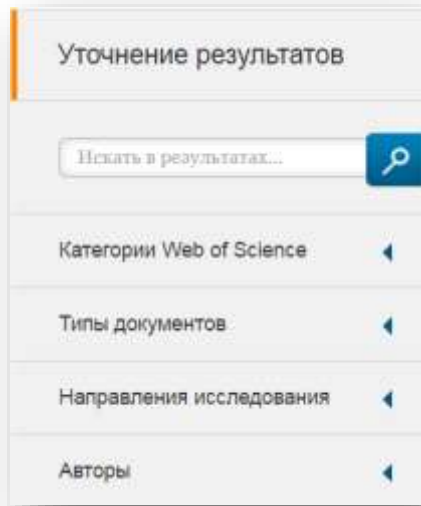 Уточнение результатов
Искать в результатах...
Категории Web of Science
Типы документов
Направления исследования
Авторы